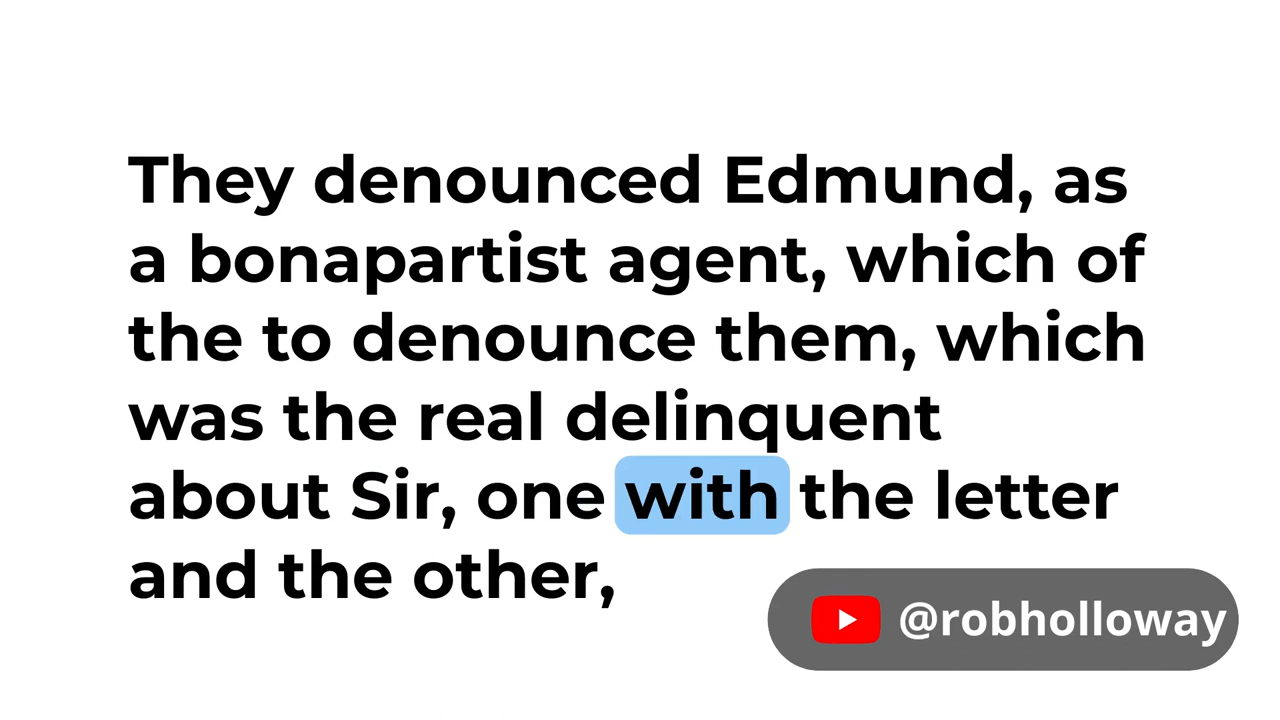 They denounced Edmund, as
a bonapartist agent, which of
the to denounce them, which
was the real delinquent
about Sir, one with the letter
and the other,
@robholloway